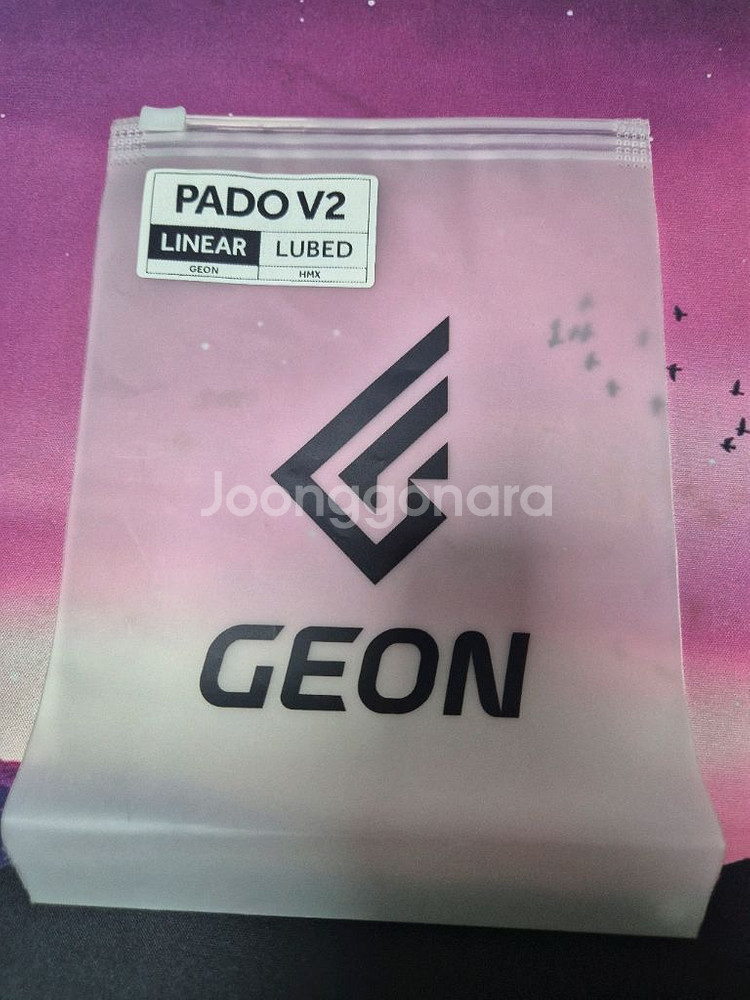 PADO V2
LINEAR LUBED
GEON HMX
Joonggonara
GEON